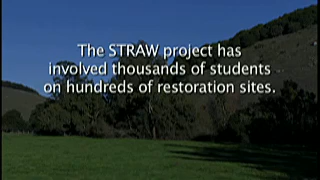 The STRAW project has
involved thousands of students
on hundreds of restoration sites.